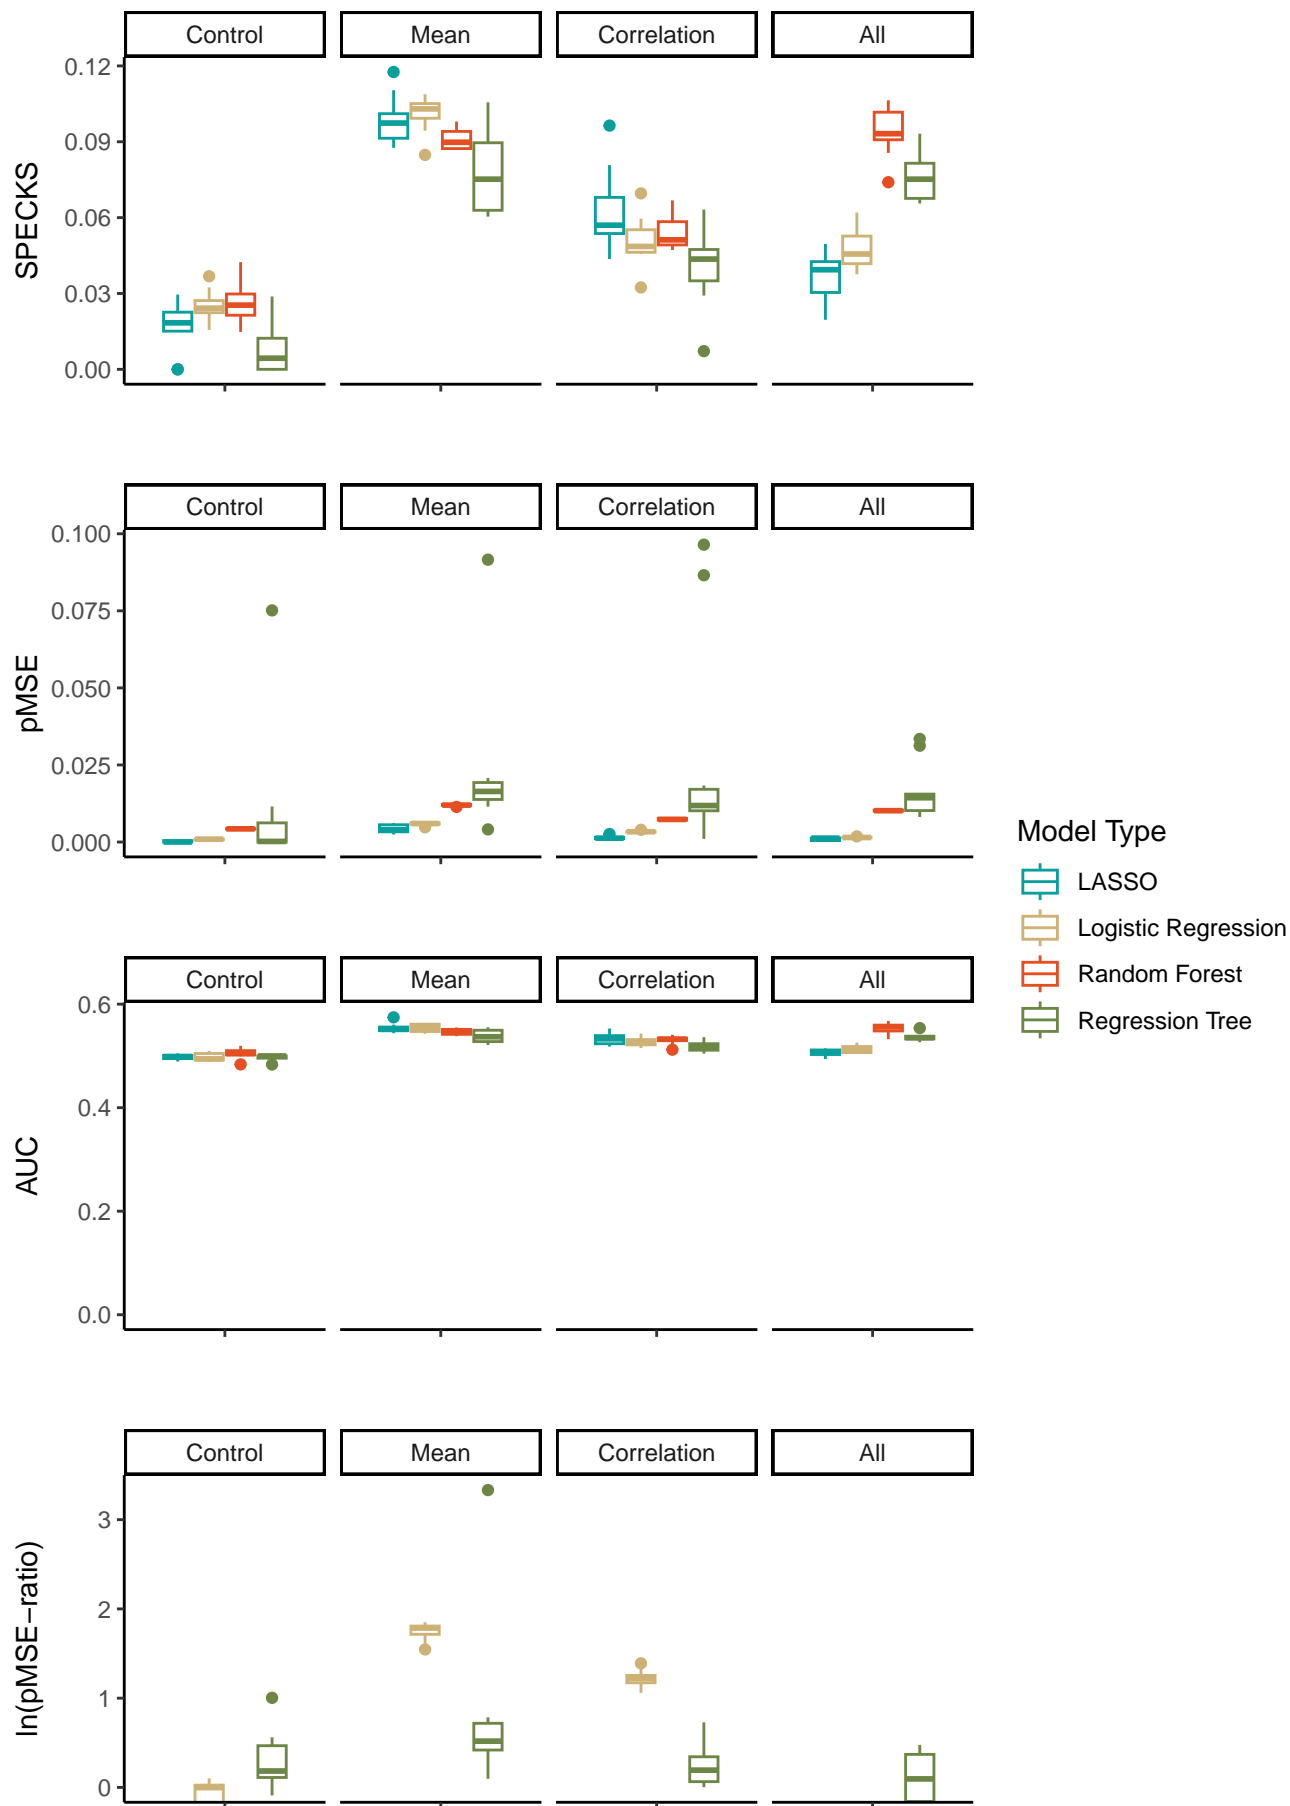 Control Mean Correlation All
SPECKS
0.12
0.09
0.06
0.03
0.00
Control Mean Correlation All
pMSE
0.100
0.075
0.050
0.025
0.000
Control Mean Correlation All
AUC
0.6
0.4
0.2
0.0
Control Mean Correlation All
ln(pMSE−ratio)
3
2
1
0
Model Type
LASSO
Logistic Regression
Random Forest
Regression Tree